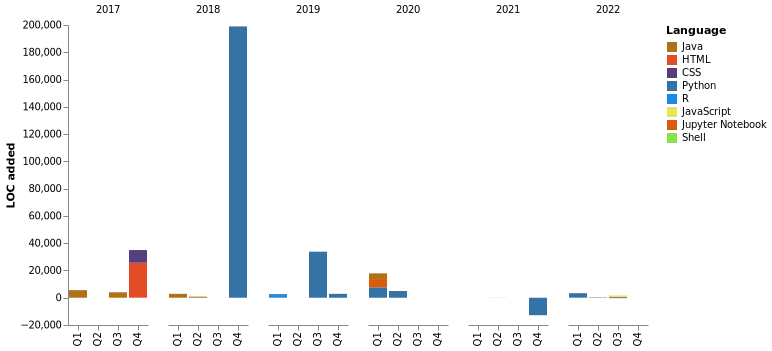 2017 2018 2019 2020 2021 2022
LOC added
200,000
180,000
160,000
140,000
120,000
100,000
80,000
60,000
40,000
20,000
0
−20,000
Q1 Q2 Q3 Q4 Q1 Q2 Q3 Q4 Q1 Q2 Q3 Q4 Q1 Q2 Q3 Q4 Q1 Q2 Q3 Q4 Q1 Q2 Q3 Q4
Language
Java
HTML
CSS
Python
R
JavaScript
Jupyter Notebook
Shell